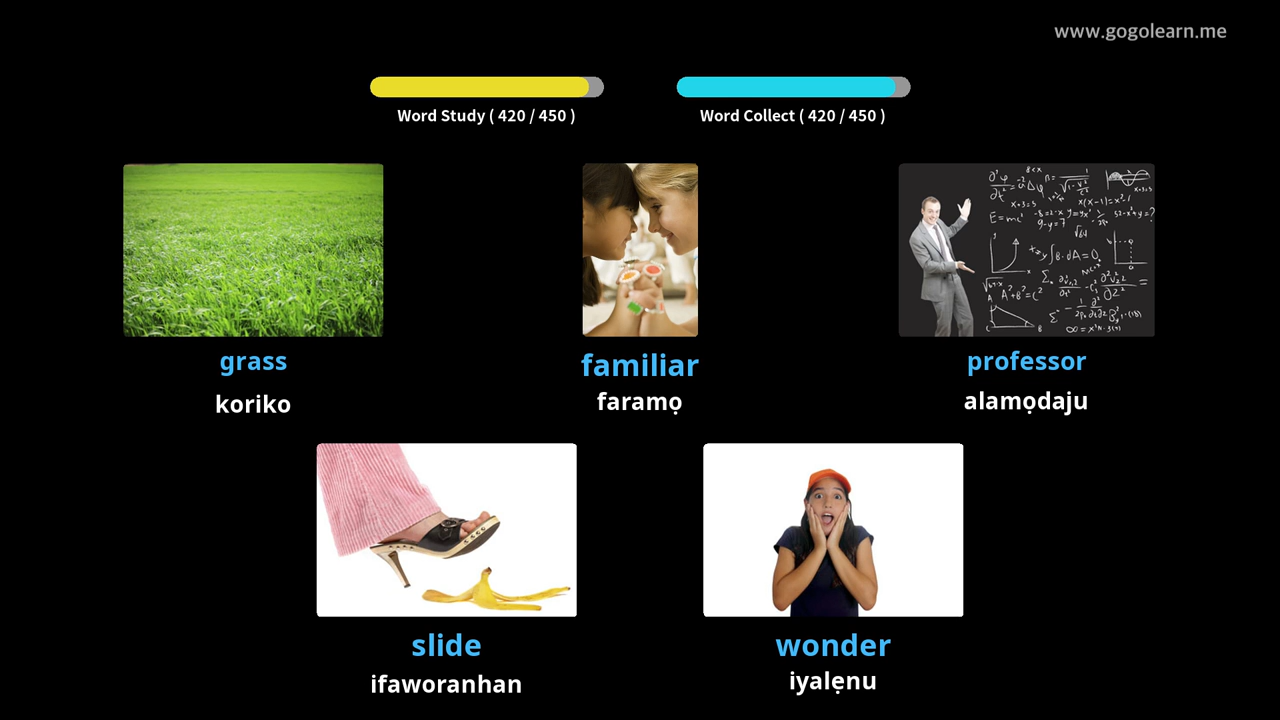 www.gogolearn.me
Word Study ( 420 / 450 )
Word Collect ( 420 / 450 )
grass
familiar
professor
koriko
faramọ
alamọdaju
slide
wonder
ifaworanhan
iyalẹnu